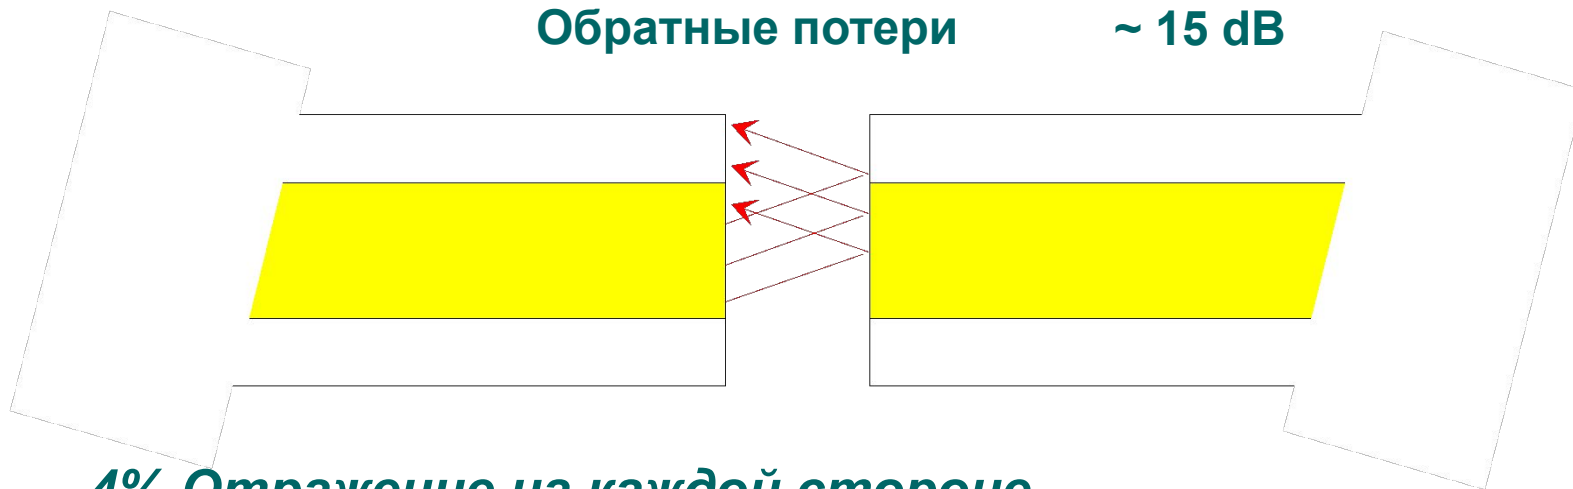 Обратные потери ~ 15 dB
4% Отражение на каждой стороне